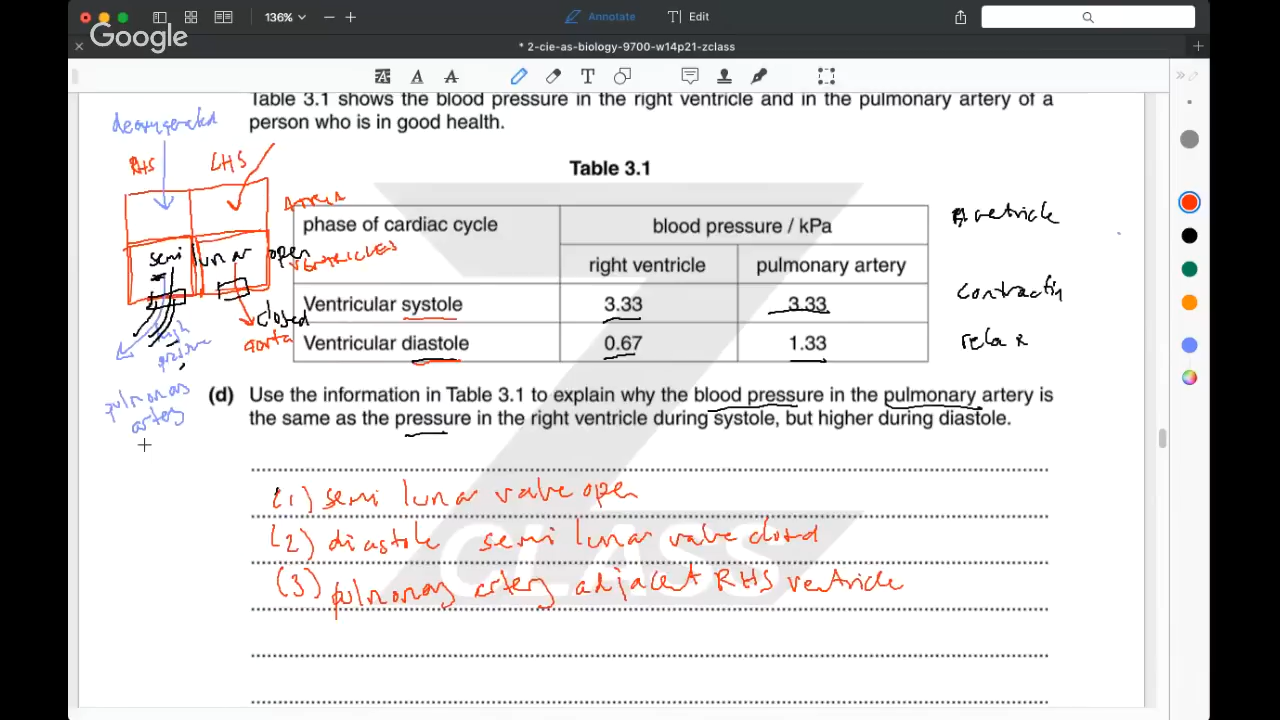 136%
Annotate
Edit
Google
* 2-cie-as-biology-9700-w14p21-zclass
Table 3.1 shows the blood pressure in the right ventricle and in the pulmonary artery of a
person who is in good health.
deoxygenated
RHS LHS
Table 3.1
Atria
phase of cardiac cycle
blood pressure / kPa
right ventricle
pulmonary artery
Ventricular systole 3.33 3.33
Ventricular diastole 0.67 1.33
contractin
relax
semi lunar open
VENTRICLES
closed
aorta
high
pressure
pulmonary
artery
(d) Use the information in Table 3.1 to explain why the blood pressure in the pulmonary artery is
the same as the pressure in the right ventricle during systole, but higher during diastole.
(1) semi lunar valve open
(2) diastole semi lunar valve closed
(3) pulmonary artery adjacent RHS ventricle
Z
CLASS